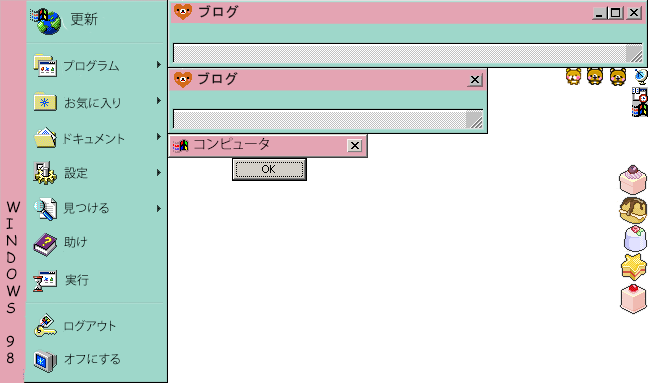 更新
プログラム
お気に入り
ドキュメント
設定
見つける
助け
実行
ログアウト
オフにする
WINDOWS 98
ブログ
ブログ
コンピュータ
OK